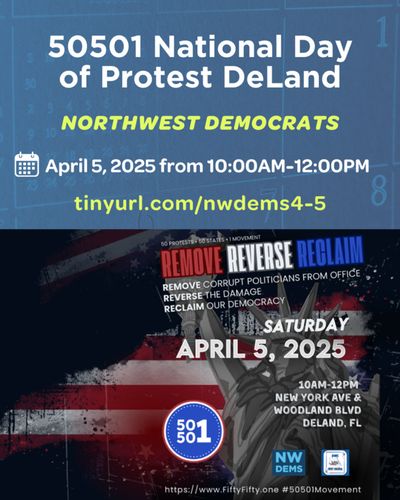 50501 National Day
of Protest DeLand
NORTHWEST DEMOCRATS
April 5, 2025 from 10:00AM-12:00PM
tinyurl.com/nwdems4-5
50 PROTESTS • 50 STATES • 1 MOVEMENT
REMOVE REVERSE RECLAIM
REMOVE CORRUPT POLITICIANS FROM OFFICE
REVERSE THE DAMAGE
RECLAIM OUR DEMOCRACY
SATURDAY
APRIL 5, 2025
10AM-12PM
NEW YORK AVE &
WOODLAND BLVD
DELAND, FL
50
50 1
NW
DEMS
https://www.FiftyFifty.one #50501Movement